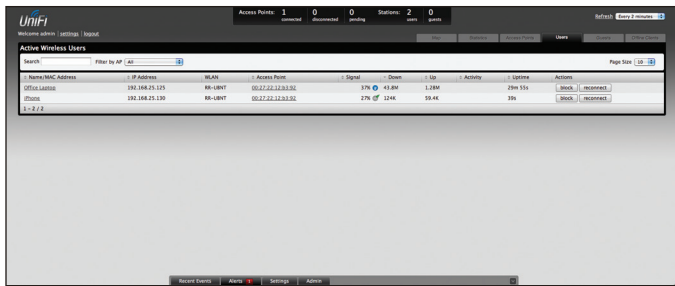 UniFi
Access Points: 1 connected 0 disconnected 0 pending Stations: 2 users 0 guests
Refresh Every 2 minutes
Welcome admin | settings | logout
Map Statistics Access Points Users Guests Offline Clients
Active Wireless Users
Search Filter by AP All Page Size 10
Name/MAC Address IP Address WLAN Access Point Signal Down Up Activity Uptime Actions
Office Laptop 192.168.25.125 RR-UBNT 00:27:22:12:b3:92 37% 43.8M 1.28M 29m 55s block reconnect
iPhone 192.168.25.130 RR-UBNT 00:27:22:12:b3:92 27% 124K 59.4K 39s block reconnect
1 - 2 / 2
Recent Events Alerts 1 Settings Admin